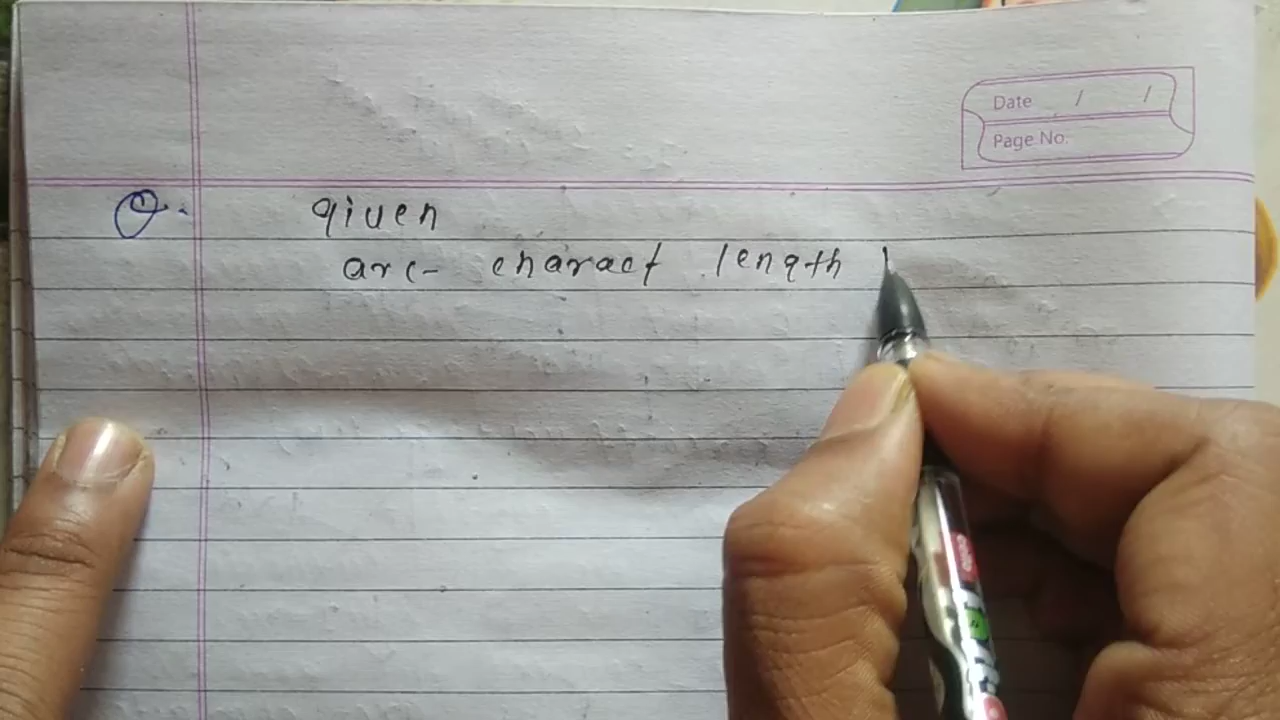 Date / /
Page No.
Q. given
arc- charact length